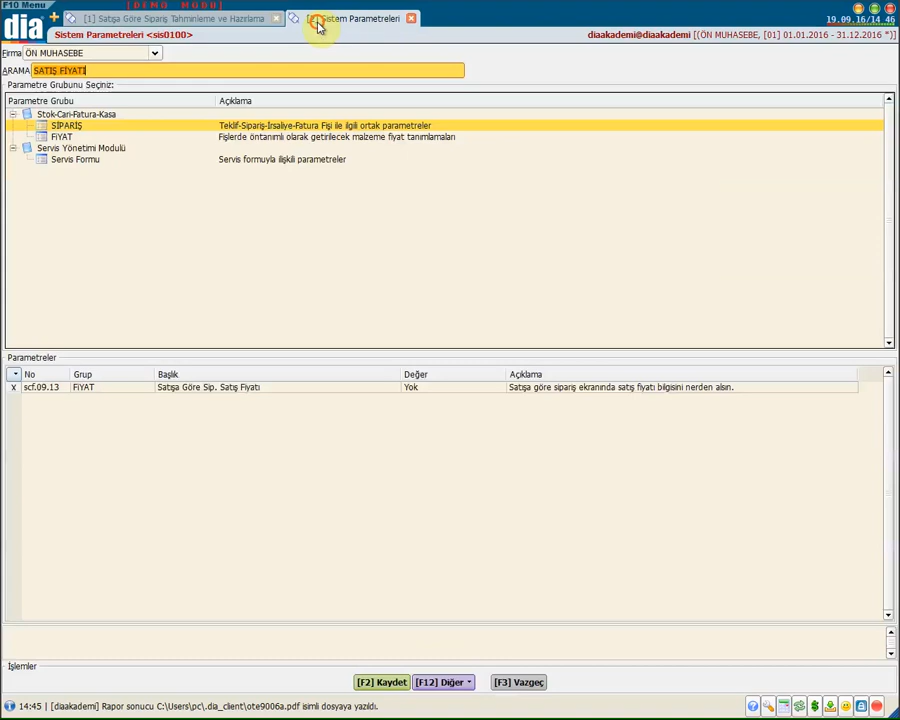 F10 Menu
[DEMO MODU]
[1] Satışa Göre Sipariş Tahminleme ve Hazırlama
Sistem Parametreleri
19.09.16/14 46
dia
Sistem Parametreleri <sis0100>
diaakademi@diaakademi [(ÖN MUHASEBE, [01] 01.01.2016 - 31.12.2016 *)]
Firma ÖN MUHASEBE
ARAMA SATIŞ FİYATI
Parametre Grubunu Seçiniz:
Parametre Grubu Açıklama
Stok-Cari-Fatura-Kasa
SİPARİŞ Teklif-Sipariş-İrsaliye-Fatura Fişi ile ilgili ortak parametreler
FİYAT Fişlerde öntanımlı olarak getirilecek malzeme fiyat tanımlamaları
Servis Yönetimi Modülü
Servis Formu Servis formuyla ilişkili parametreler
Parametreler
No Grup Başlık Değer Açıklama
x scf.09.13 FİYAT Satışa Göre Sip. Satış Fiyatı Yok Satışa göre sipariş ekranında satış fiyatı bilgisini nerden alsın.
İşlemler
[F2] Kaydet [F12] Diğer [F3] Vazgeç
14:45 | [diaakademi] Rapor sonucu C:\Users\pc\.dia_client\ote9006a.pdf isimli dosyaya yazıldı.